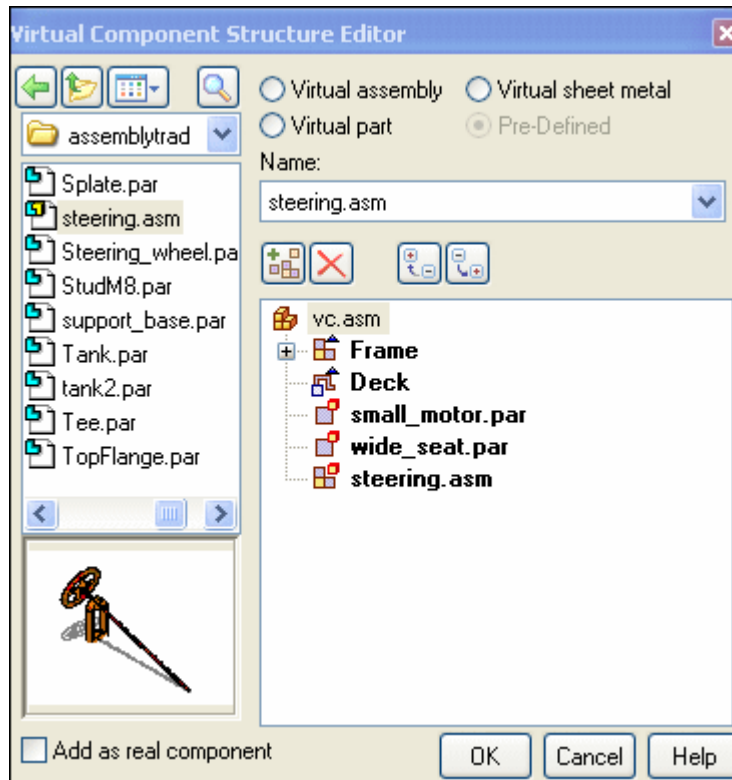 Virtual Component Structure Editor
Virtual assembly
Virtual sheet metal
assemblytrad
Virtual part
Pre-Defined
Name:
steering.asm
Splate.par
steering.asm
Steering_wheel.pa
StudM8.par
support_base.par
Tank.par
tank2.par
Tee.par
TopFlange.par
vc.asm
Frame
Deck
small_motor.par
wide_seat.par
steering.asm
Add as real component
OK
Cancel
Help